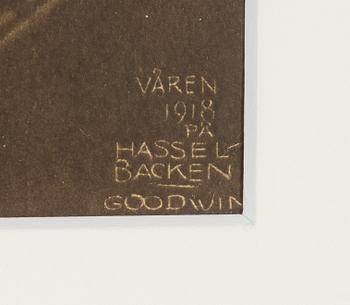 VÅREN
1918
PÅ
HASSEL-
BACKEN
GOODWIN